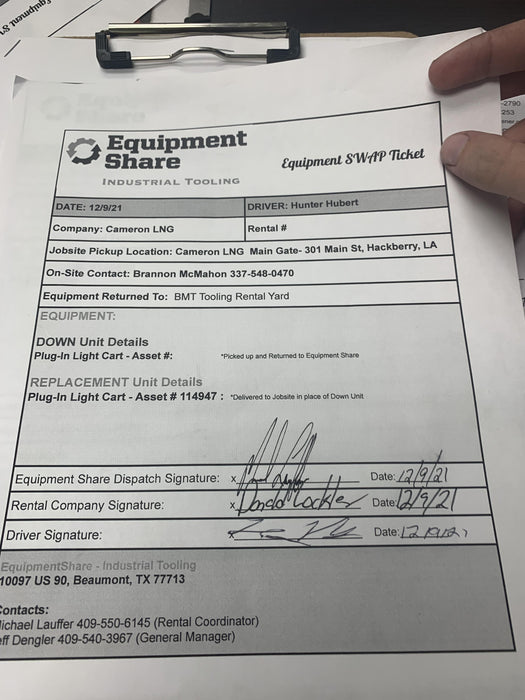 Equipment
Share
INDUSTRIAL TOOLING
Equipment SWAP Ticket
DATE: 12/9/21 DRIVER: Hunter Hubert
Company: Cameron LNG Rental #
Jobsite Pickup Location: Cameron LNG Main Gate- 301 Main St, Hackberry, LA
On-Site Contact: Brannon McMahon 337-548-0470
Equipment Returned To: BMT Tooling Rental Yard
EQUIPMENT:
DOWN Unit Details
Plug-In Light Cart - Asset #: *Picked up and Returned to Equipment Share
REPLACEMENT Unit Details
Plug-In Light Cart - Asset # 114947 : *Delivered to Jobsite in place of Down Unit
Equipment Share Dispatch Signature: x Date: 12/9/21
Rental Company Signature: x Date: 12/9/21
Driver Signature: x Date:
EquipmentShare - Industrial Tooling
10097 US 90, Beaumont, TX 77713
Contacts:
ichael Lauffer 409-550-6145 (Rental Coordinator)
eff Dengler 409-540-3967 (General Manager)
-2790
253